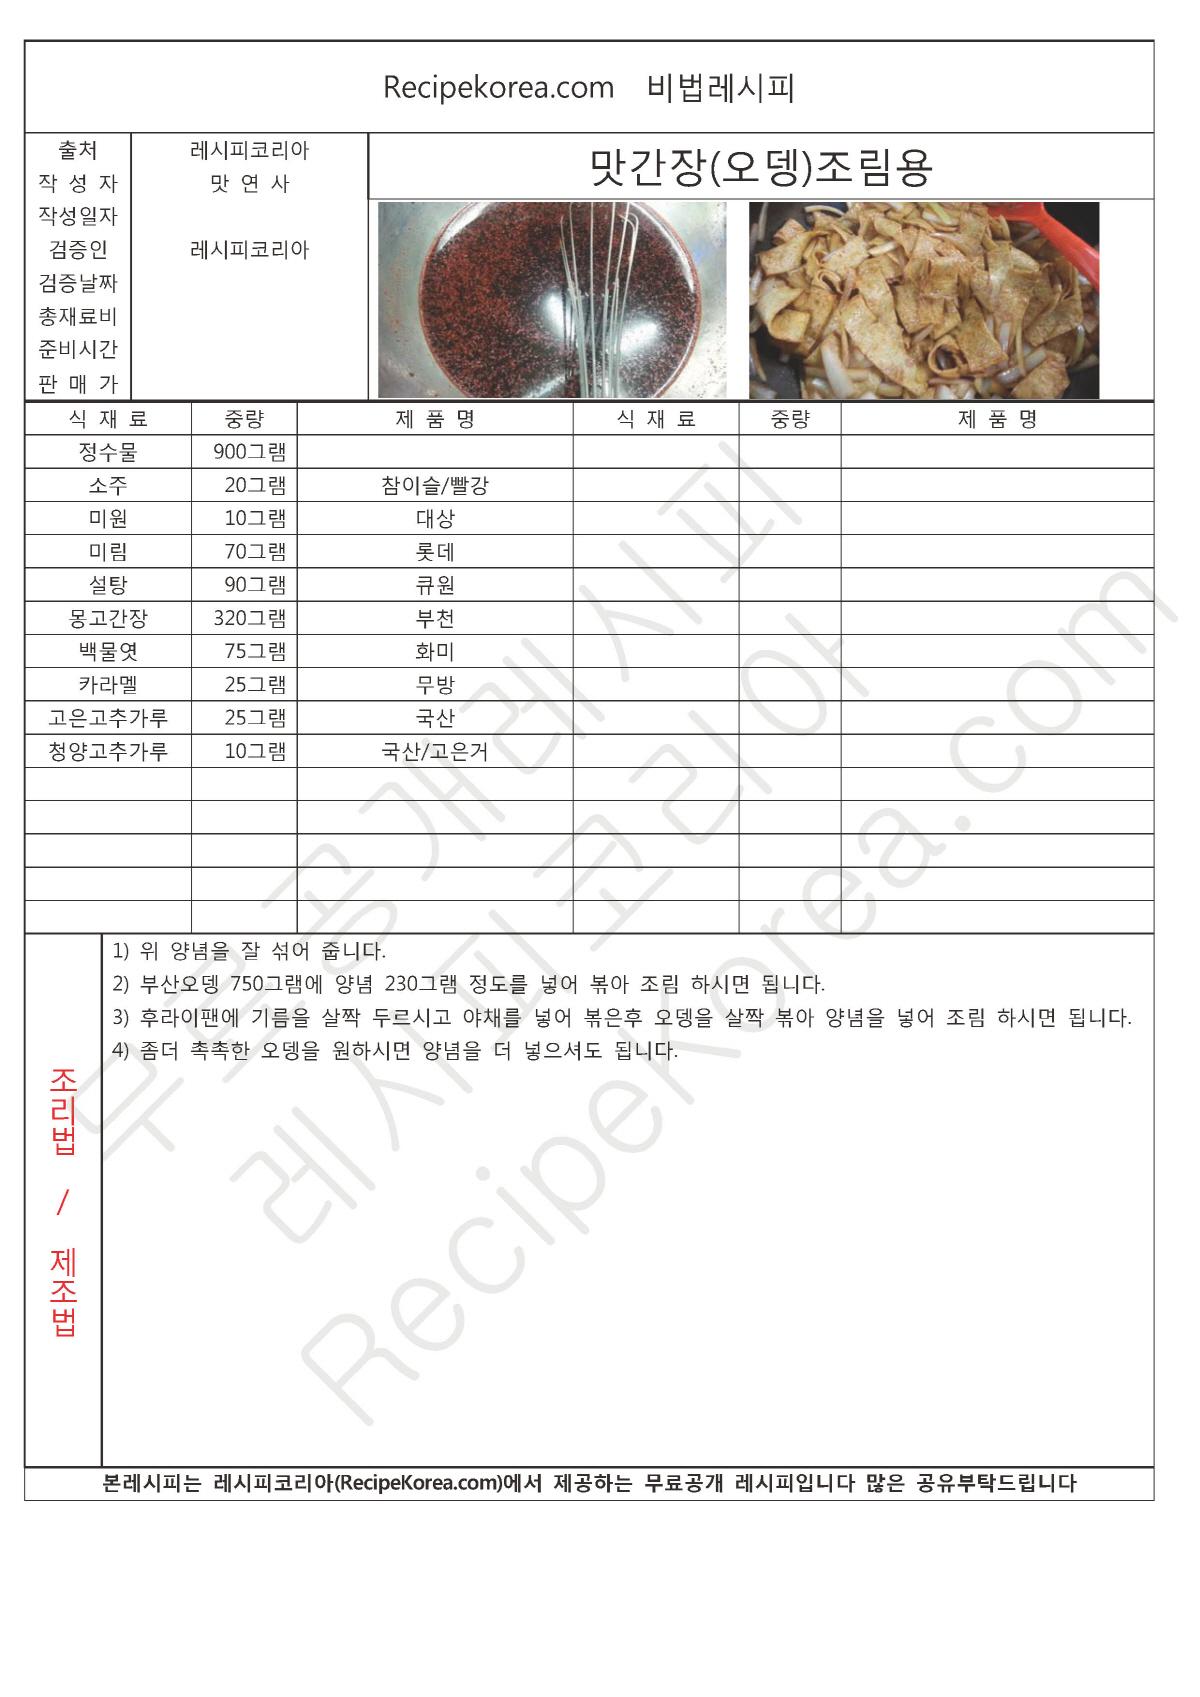 Recipekorea.com 비법레시피
출처 레시피코리아 맛간장(오뎅)조림용
작 성 자 맛 연 사
작성일자
검증인 레시피코리아
검증날짜
총재료비
준비시간
판 매 가
식 재 료 중량 제 품 명 식 재 료 중량 제 품 명
정수물 900그램
소주 20그램 참이슬/빨강
미원 10그램 대상
미림 70그램 롯데
설탕 90그램 큐원
몽고간장 320그램 부천
백물엿 75그램 화미
카라멜 25그램 무방
고은고추가루 25그램 국산
청양고추가루 10그램 국산/고은거
조리법 / 제조법
1) 위 양념을 잘 섞어 줍니다.
2) 부산오뎅 750그램에 양념 230그램 정도를 넣어 볶아 조림 하시면 됩니다.
3) 후라이팬에 기름을 살짝 두르시고 야채를 넣어 볶은후 오뎅을 살짝 볶아 양념을 넣어 조림 하시면 됩니다.
4) 좀더 촉촉한 오뎅을 원하시면 양념을 더 넣으셔도 됩니다.
무료공개레시피
레시피코리아
RecipeKorea.com
본레시피는 레시피코리아(RecipeKorea.com)에서 제공하는 무료공개 레시피입니다 많은 공유부탁드립니다